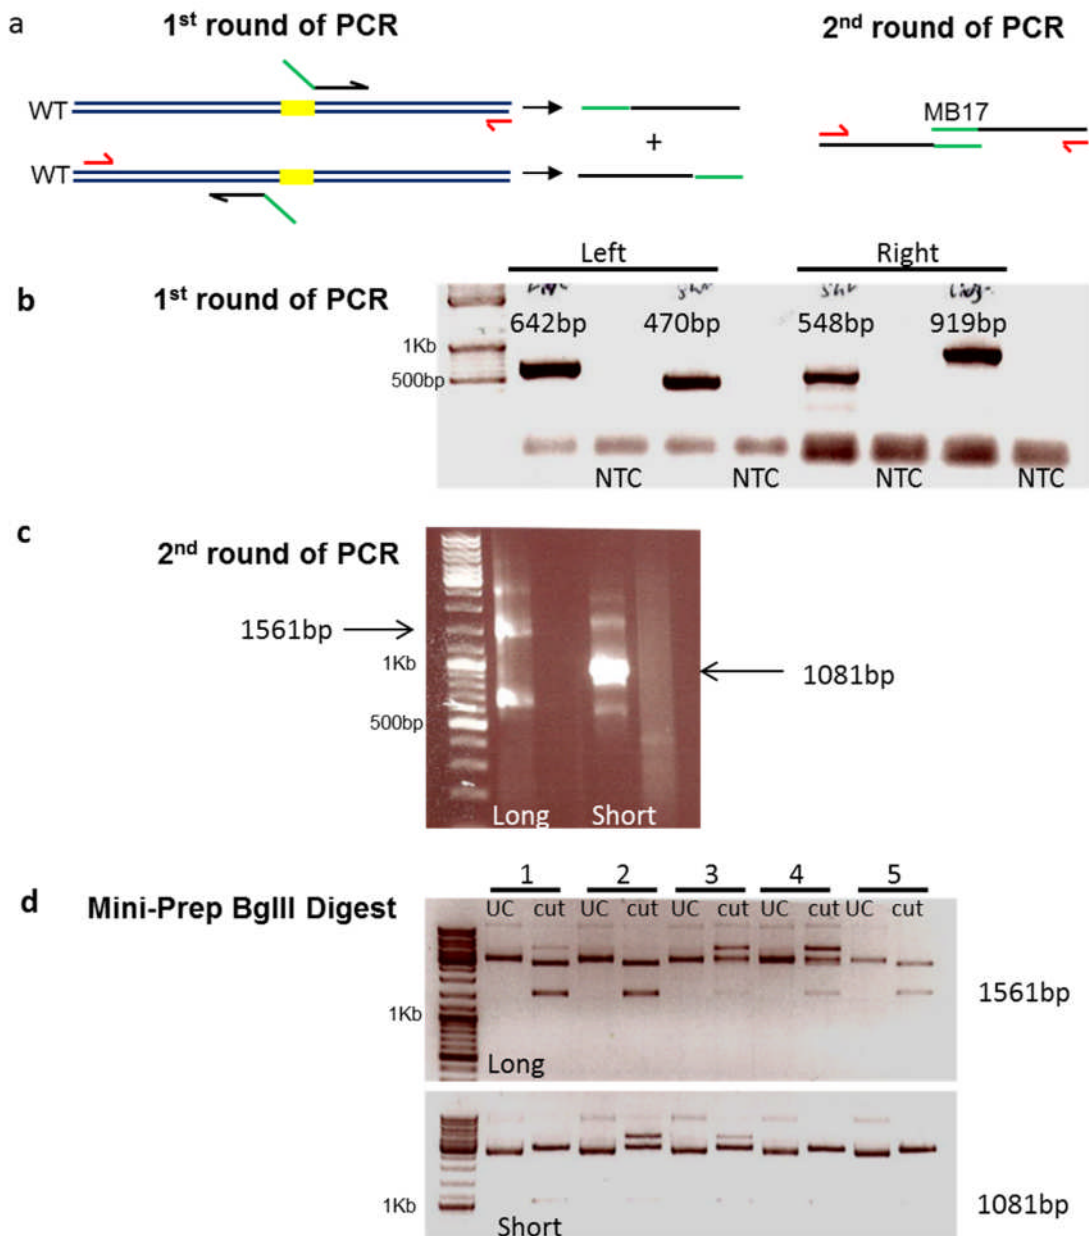 a
1st round of PCR
2nd round of PCR
WT
MB17
+
WT
Left
Right
b
1st round of PCR
642bp
470bp
548bp
919bp
1Kb
500bp
NTC
NTC
NTC
NTC
c
2nd round of PCR
1561bp
1Kb
1081bp
500bp
Long
Short
1
2
3
4
5
d
Mini-Prep BglII Digest
UC cut UC cut UC cut UC cut UC cut
1561bp
1Kb
Long
1Kb
1081bp
Short